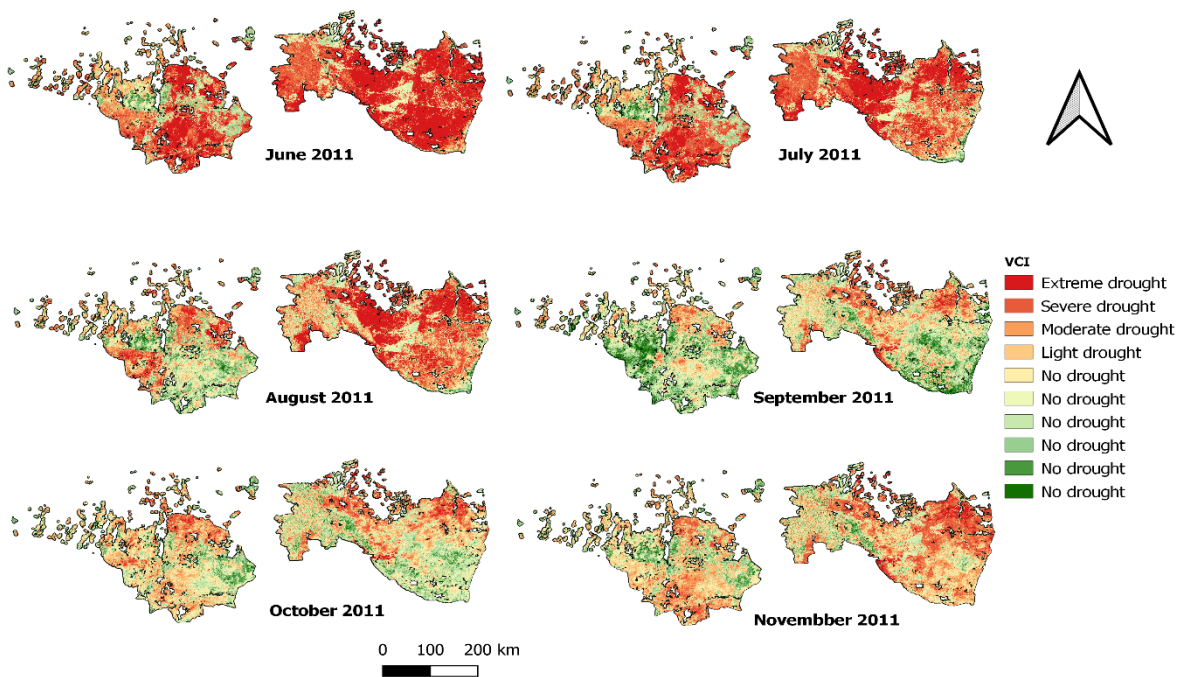 June 2011
July 2011
August 2011
September 2011
VCI
Extreme drought
Severe drought
Moderate drought
Light drought
No drought
No drought
No drought
No drought
No drought
No drought
October 2011
Novembber 2011
0 100 200 km